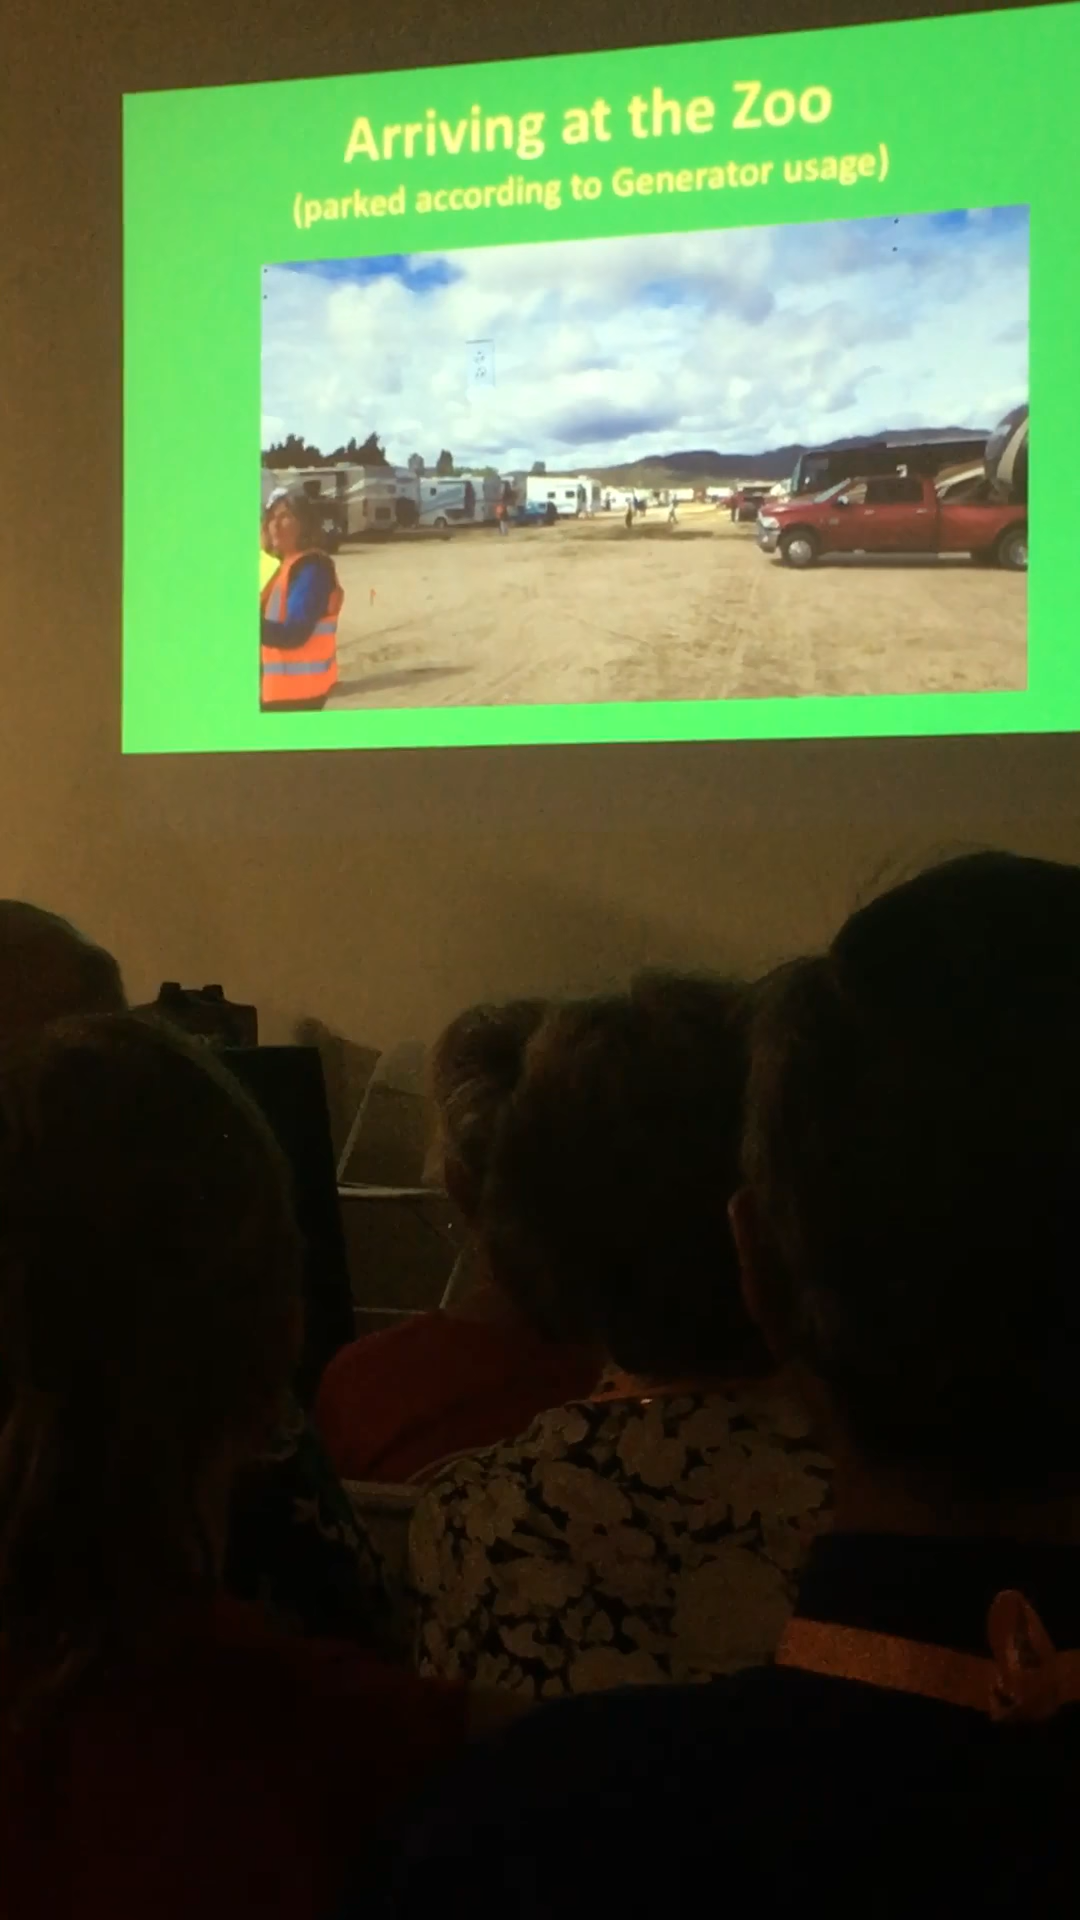 Arriving at the Zoo
(parked according to Generator usage)